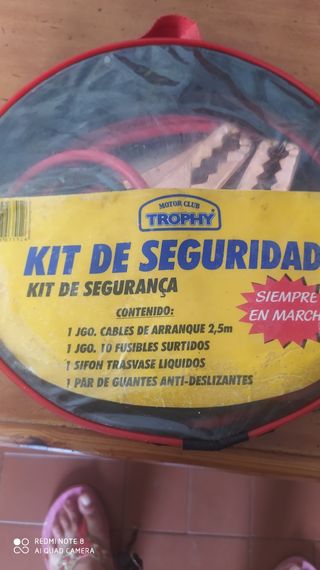 MOTOR CLUB
TROPHY
KIT DE SEGURIDAD
KIT DE SEGURANÇA
CONTENIDO:
1 JGO. CABLES DE ARRANQUE 2,5m
1 JGO. 10 FUSIBLES SURTIDOS
1 SIFON TRASVASE LIQUIDOS
1 PAR DE GUANTES ANTI-DESLIZANTES
SIEMPRE
EN MARCH
REDMI NOTE 8
AI QUAD CAMERA